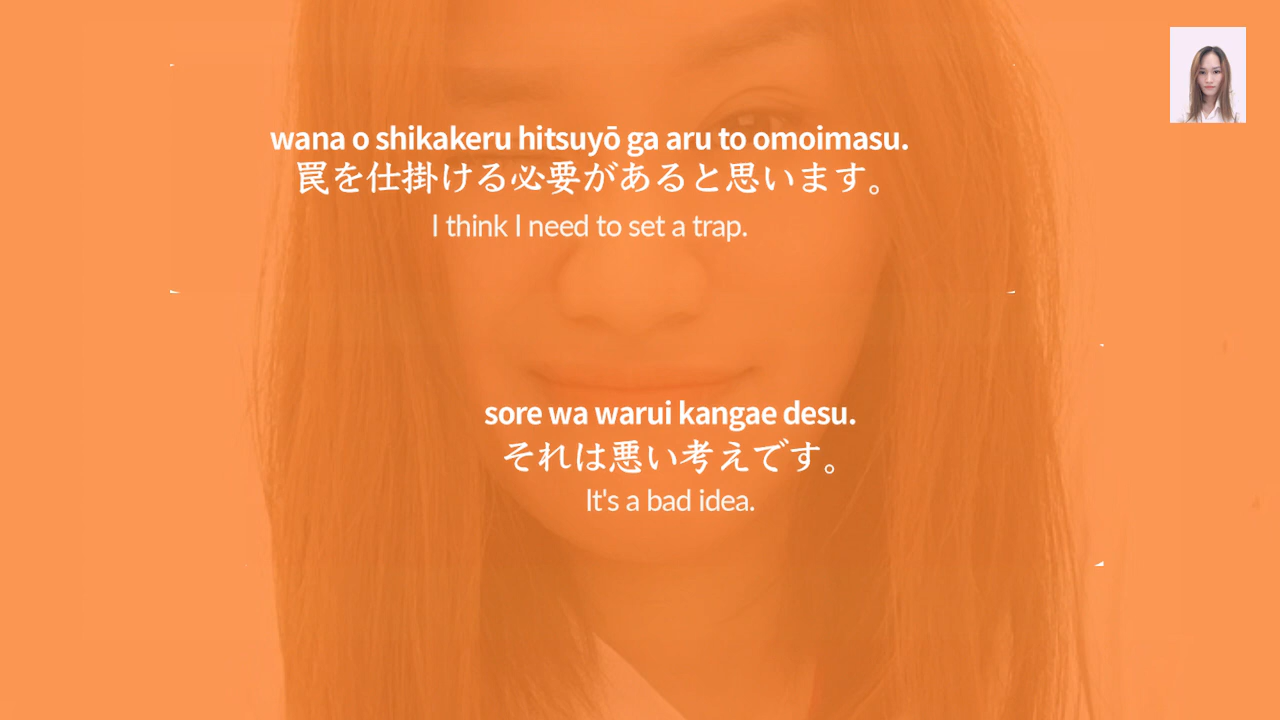 wana o shikakeru hitsuyō ga aru to omoimasu.
罠を仕掛ける必要があると思います。
I think I need to set a trap.
sore wa warui kangae desu.
それは悪い考えです。
It's a bad idea.